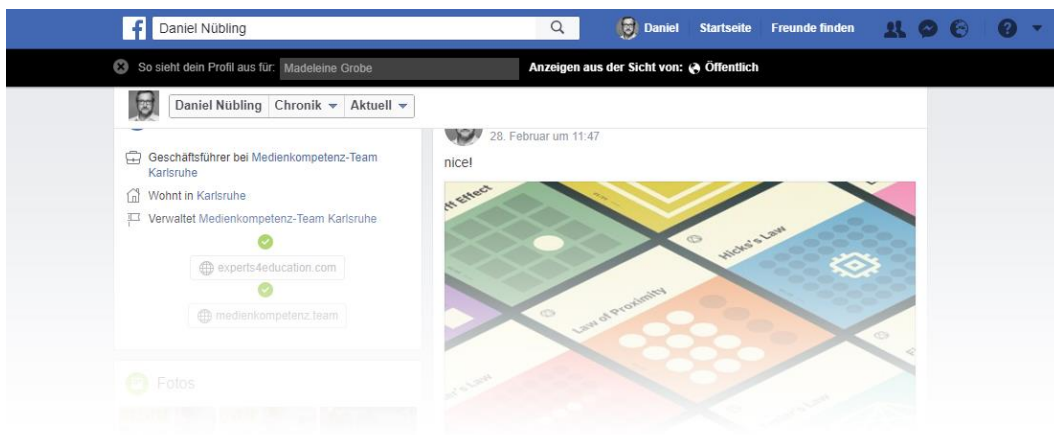 f Daniel Nübling Daniel Startseite Freunde finden ?
So sieht dein Profil aus für: Madeleine Grobe Anzeigen aus der Sicht von: Öffentlich
Daniel Nübling Chronik Aktuell
28. Februar um 11:47
nice!
Geschäftsführer bei Medienkompetenz-Team
Karlsruhe
Wohnt in Karlsruhe
Verwaltet Medienkompetenz-Team Karlsruhe
experts4education.com
medienkompetenz.team
Fotos
Effect
Hicks's Law
Law of Proximity